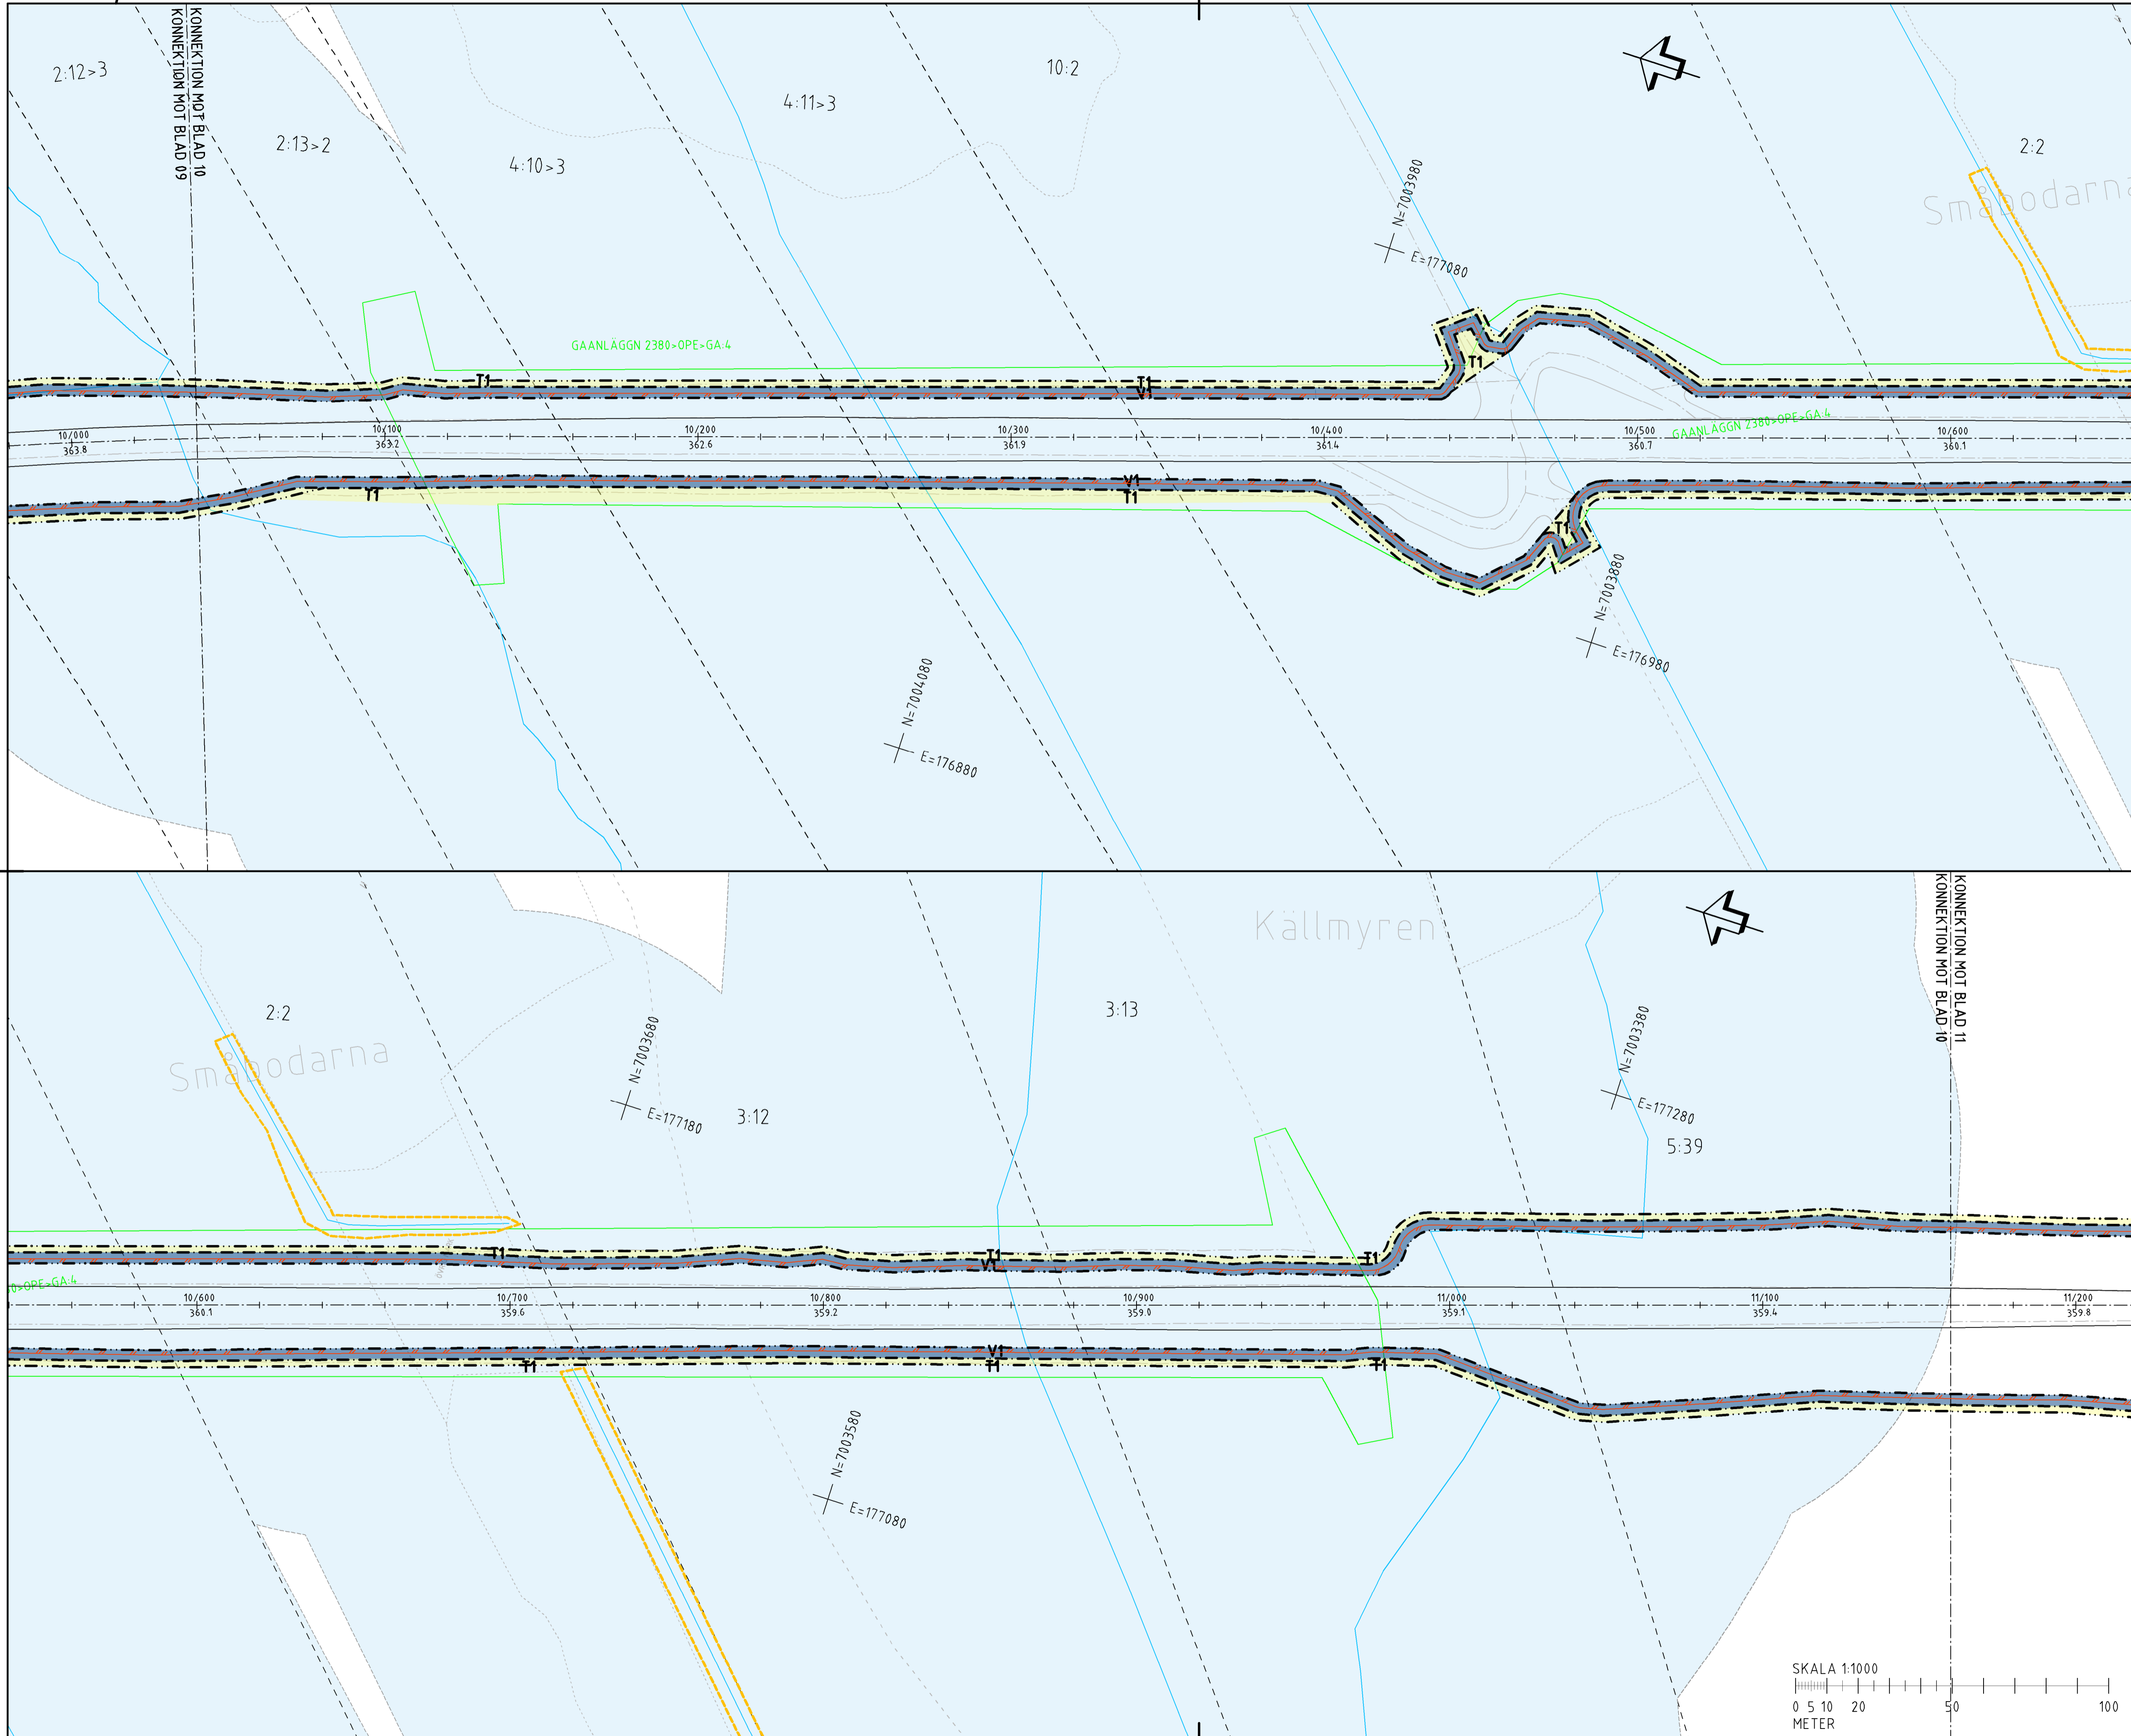 KONNEKTION MOT BLAD 10
KONNEKTION MOT BLAD 09
2:12>3
2:13>2
4:10>3
4:11>3
10:2
2:2
Småbodarna
N=7003980
E=177080
GAANLÄGGN 2380>OPE>GA:4
T1
T1
V1
T1
GAANLÄGGN 2380>OPE>GA:4
10/000
363.8
10/100
363.2
10/200
362.6
10/300
361.9
10/400
361.4
10/500
360.7
10/600
360.1
T1
V1
T1
T1
N=7003880
E=176980
N=7004080
E=176880
KONNEKTION MOT BLAD 11
KONNEKTION MOT BLAD 10
Källmyren
2:2
Småbodarna
3:13
3:12
5:39
N=7003680
E=177180
N=7003380
E=177280
T1
T1
V1
T1
0>OPE>GA:4
10/600
360.1
10/700
359.6
10/800
359.2
10/900
359.0
11/000
359.1
11/100
359.4
11/200
359.8
T1
V1
T1
T1
N=7003580
E=177080
SKALA 1:1000
0 5 10 20 50 100
METER